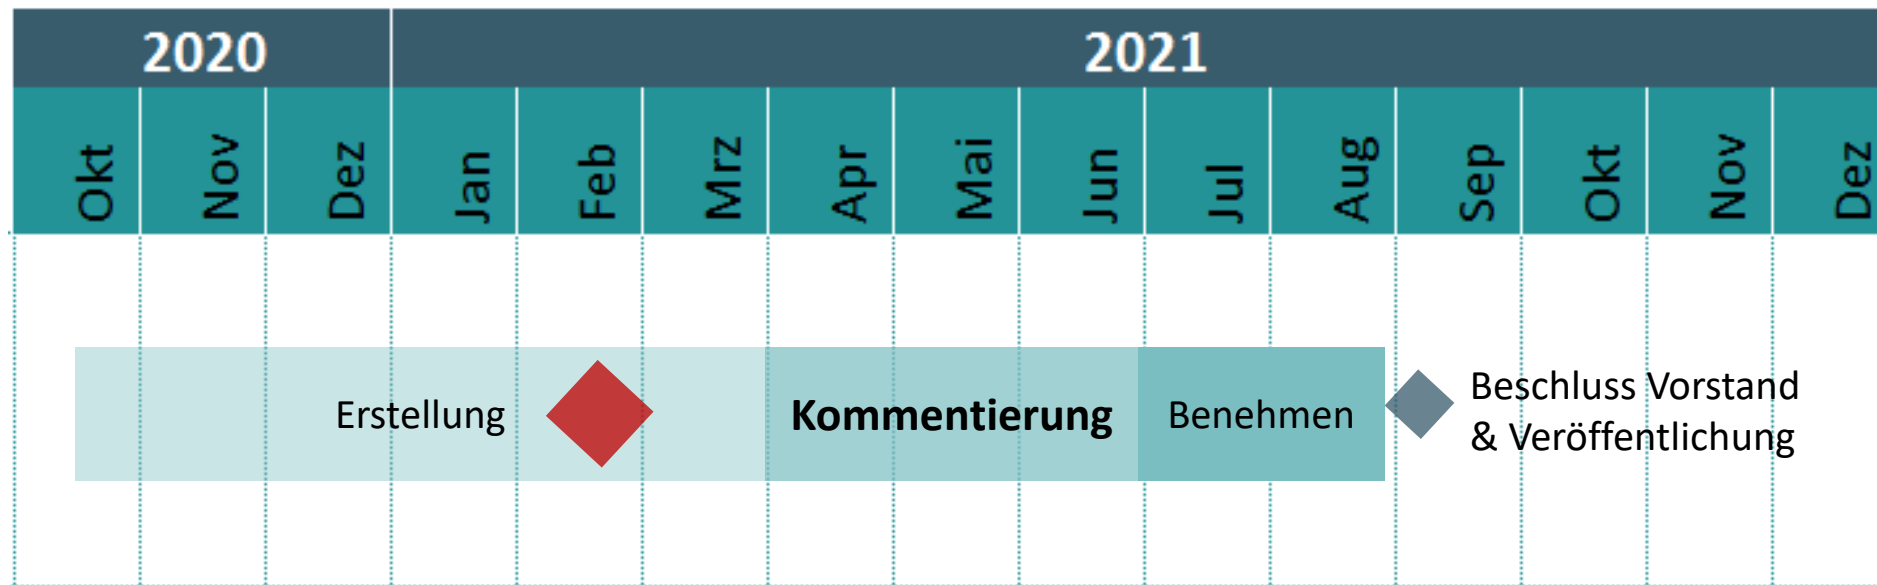 2020 2021
Okt Nov Dez Jan Feb Mrz Apr Mai Jun Jul Aug Sep Okt Nov Dez
Erstellung Kommentierung Benehmen
Beschluss Vorstand
& Veröffentlichung